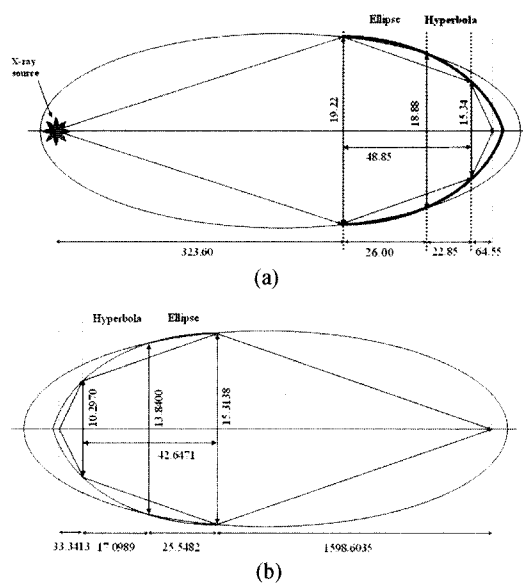 Ellipse Hyperbola
X-ray
source
19.22
18.88
15.34
48.85
323.60 26.00 22.85 64.55
(a)
Hyperbola Ellipse
10.2970
13.8400
15.3138
42.6471
33.3413 17.0989 25.5482 1598.6035
(b)